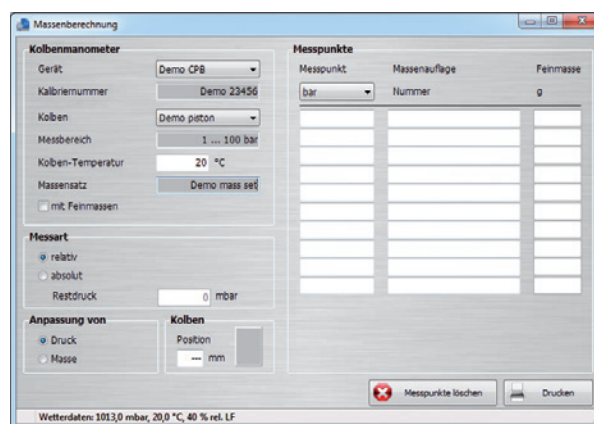 Massenberechnung
Kolbenmanometer
Gerät Demo CPB
Kalibriernummer Demo 23456
Kolben Demo piston
Messbereich 1 ... 100 bar
Kolben-Temperatur 20 °C
Massensatz Demo mass set
mit Feinmassen
Messart
relativ
absolut
Restdruck 0 mbar
Anpassung von
Druck
Masse
Kolben
Position
--- mm
Messpunkte
Messpunkt Massenauflage Feinmasse
bar Nummer g
Messpunkte löschen Drucken
Wetterdaten: 1013,0 mbar, 20,0 °C, 40 % rel. LF